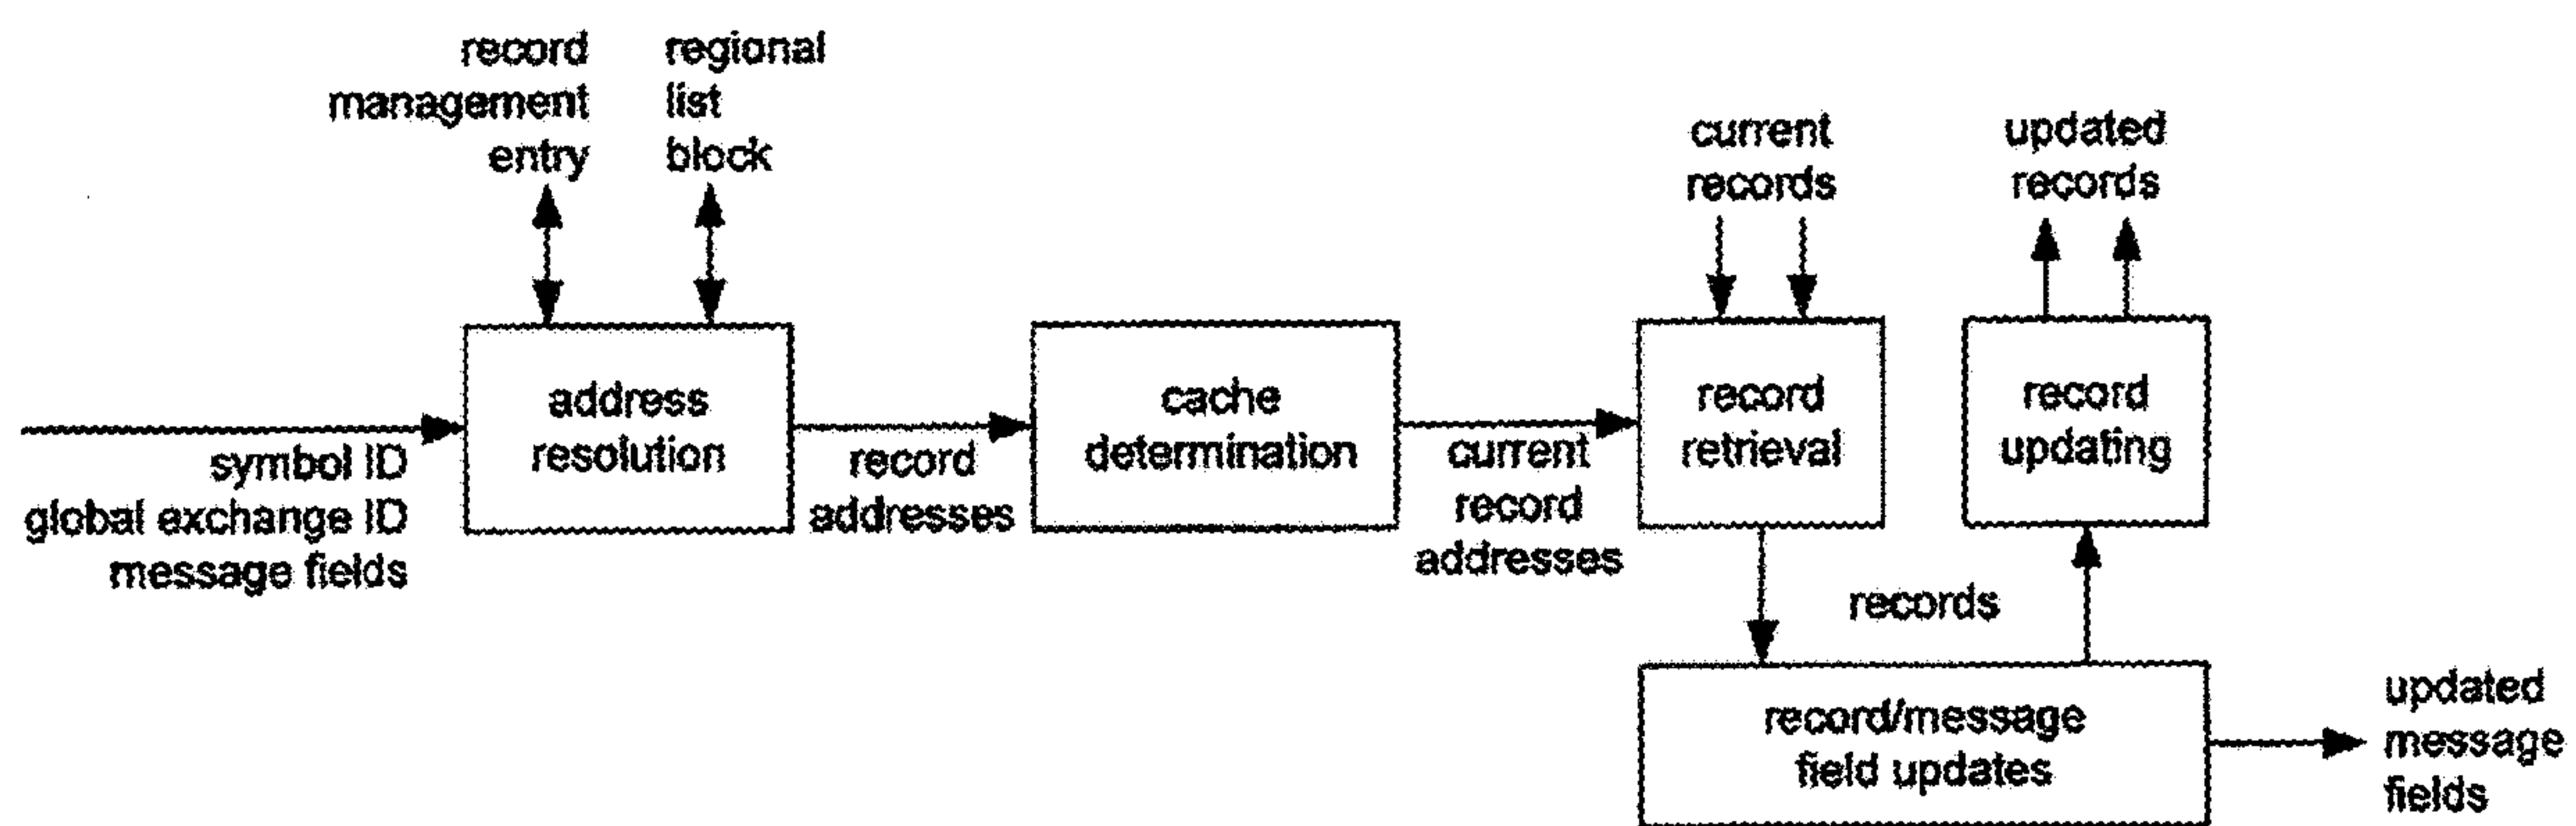 record
management
entry
regional
list
block
current
records
updated
records
address
resolution
cache
determination
record
retrieval
record
updating
symbol ID
global exchange ID
message fields
record
addresses
current
record
addresses
records
record/message
field updates
updated
message
fields